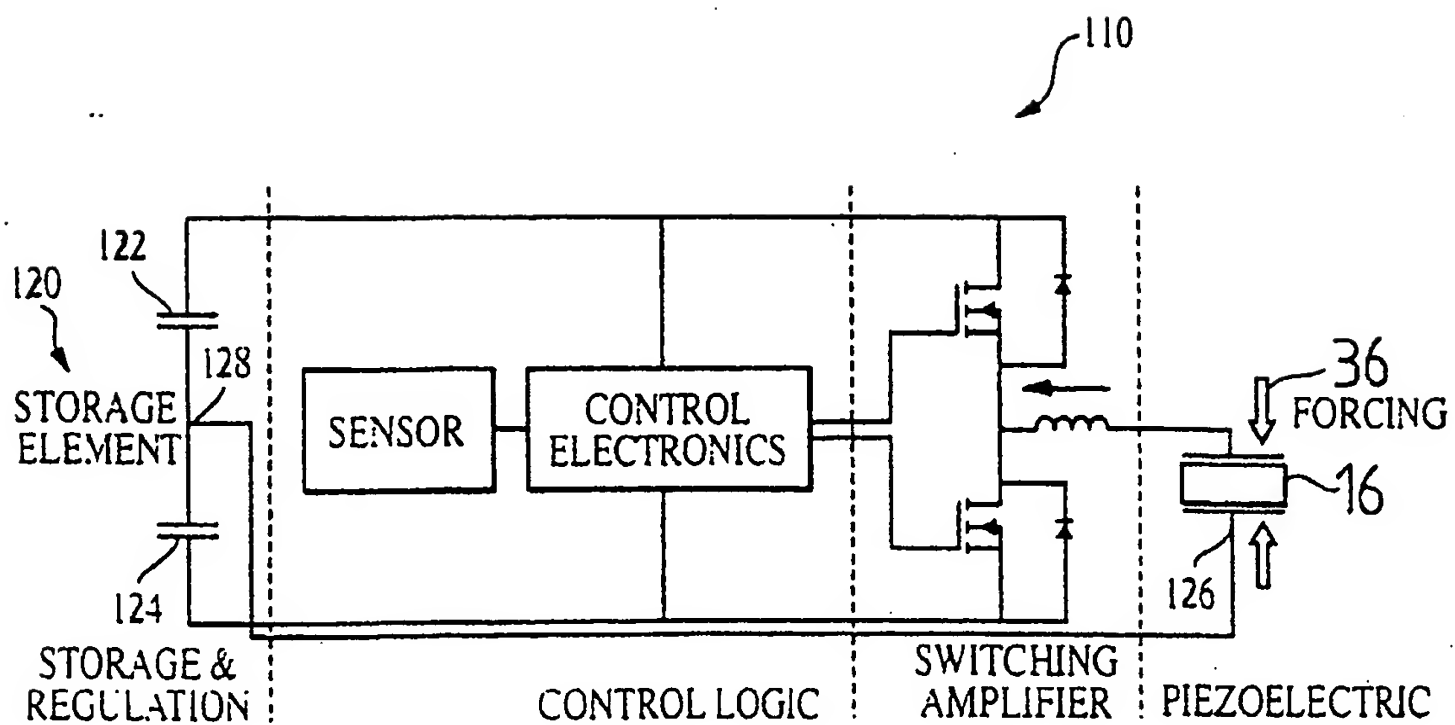 110
122
120
128
STORAGE
ELEMENT
SENSOR
CONTROL
ELECTRONICS
36
FORCING
16
124
126
STORAGE &
REGULATION
CONTROL LOGIC
SWITCHING
AMPLIFIER
PIEZOELECTRIC